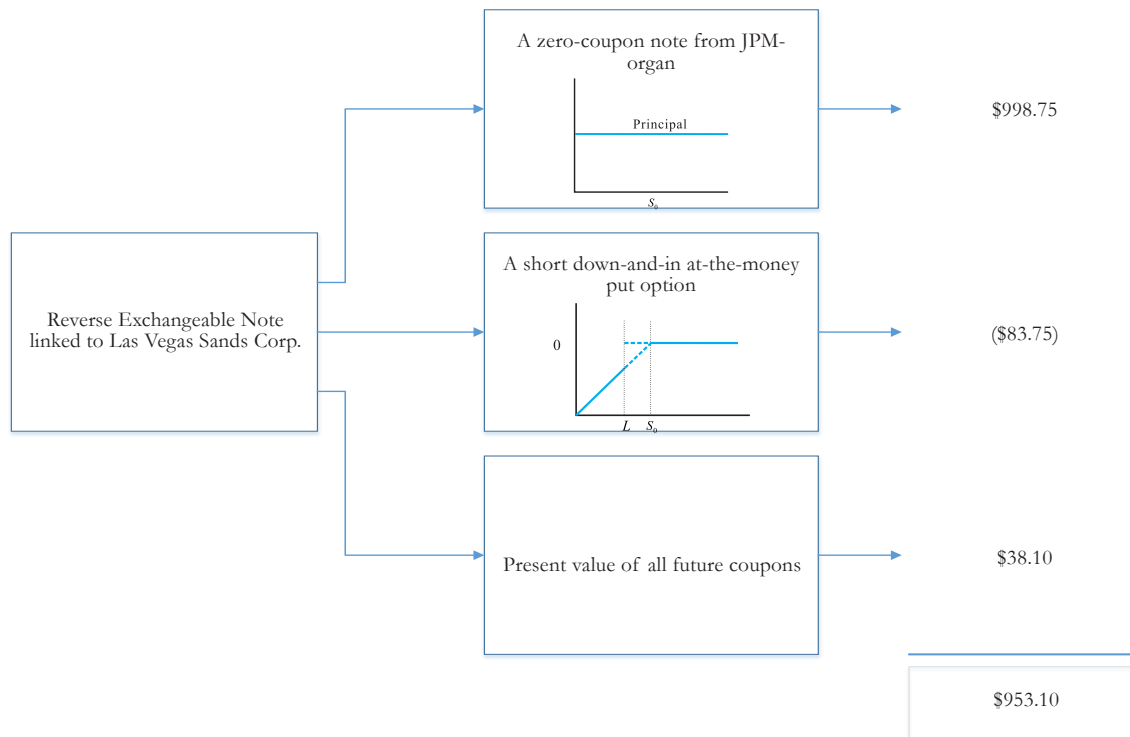 A zero-coupon note from JPM-
organ
Principal
S₀
$998.75
Reverse Exchangeable Note
linked to Las Vegas Sands Corp.
A short down-and-in at-the-money
put option
0
L S₀
($83.75)
Present value of all future coupons
$38.10
$953.10